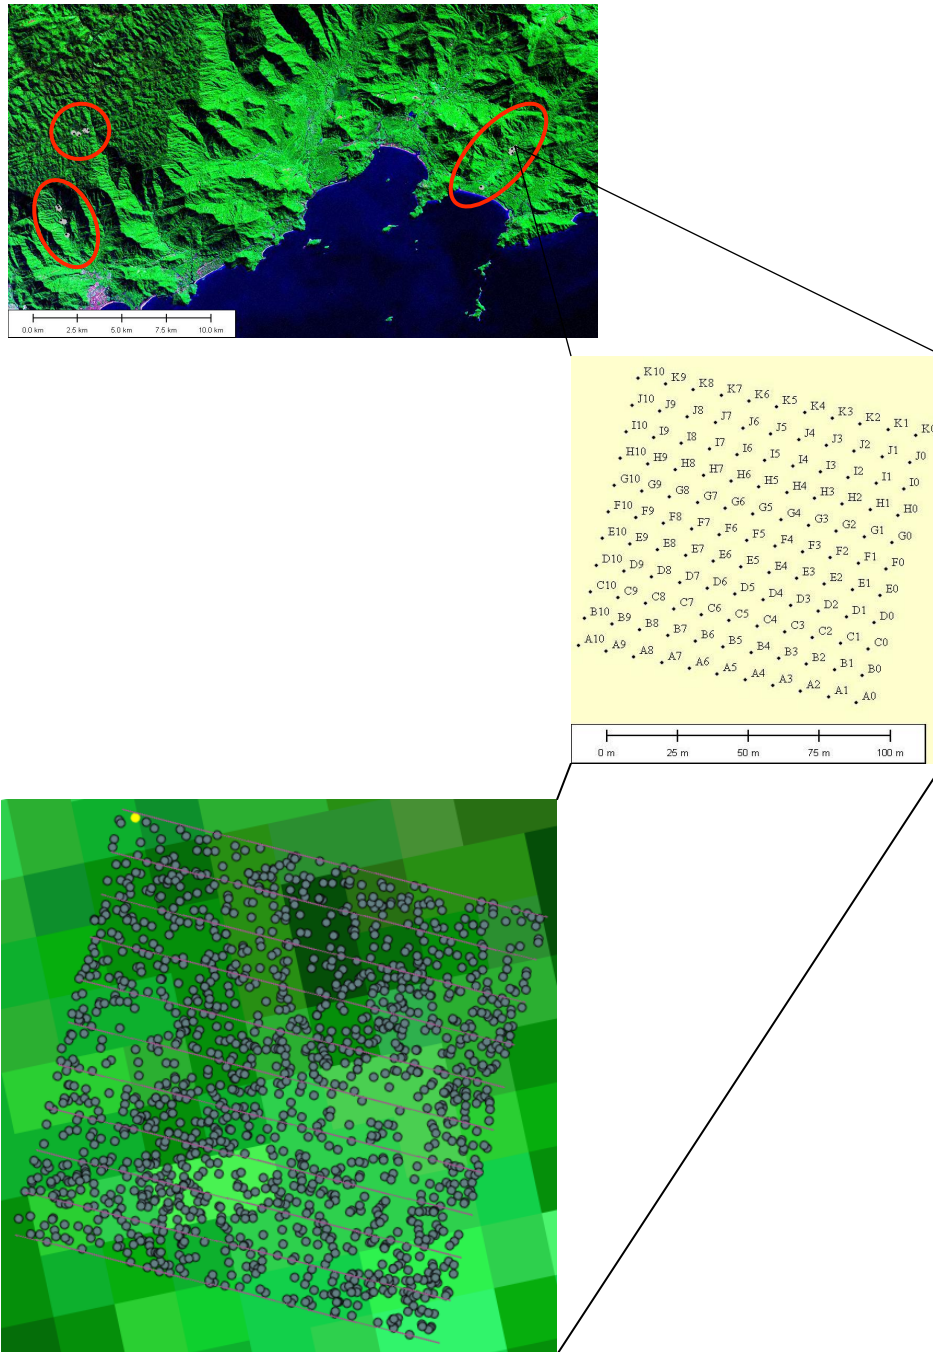 0.0 km 2.5 km 5.0 km 7.5 km 10.0 km
K10 K9 K8 K7 K6 K5 K4 K3 K2 K1
J10 J9 J8 J7 J6 J5 J4 J3 J2 J1 J0
I10 I9 I8 I7 I6 I5 I4 I3 I2 I1 I0
H10 H9 H8 H7 H6 H5 H4 H3 H2 H1 H0
G10 G9 G8 G7 G6 G5 G4 G3 G2 G1 G0
F10 F9 F8 F7 F6 F5 F4 F3 F2 F1 F0
E10 E9 E8 E7 E6 E5 E4 E3 E2 E1 E0
D10 D9 D8 D7 D6 D5 D4 D3 D2 D1 D0
C10 C9 C8 C7 C6 C5 C4 C3 C2 C1 C0
B10 B9 B8 B7 B6 B5 B4 B3 B2 B1 B0
A10 A9 A8 A7 A6 A5 A4 A3 A2 A1 A0
0 m 25 m 50 m 75 m 100 m